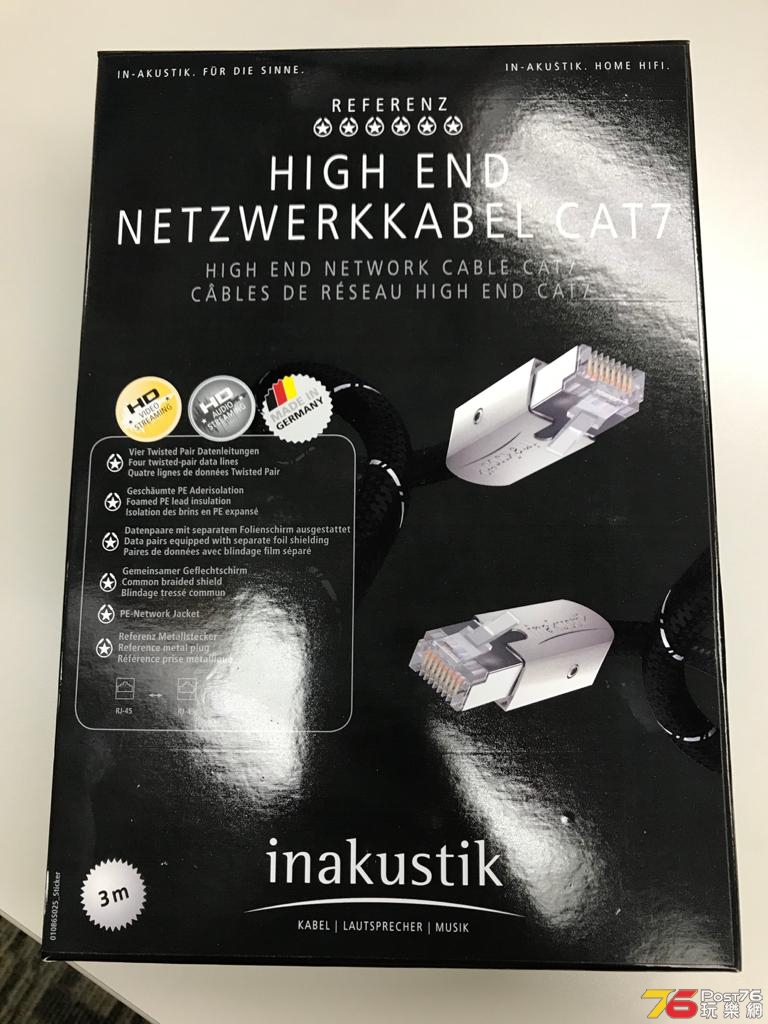 IN-AKUSTIK. FÜR DIE SINNE.
IN-AKUSTIK. HOME HIFI.
REFERENZ
HIGH END
NETZWERKKABEL CAT7
HIGH END NETWORK CABLE CAT7
CÂBLES DE RÉSEAU HIGH END CAT7
HD
VIDEO
STREAMING
HD
AUDIO
STREAMING
MADE IN
GERMANY
Vier Twisted Pair Datenleitungen
Four twisted-pair data lines
Quatre lignes de données Twisted Pair
Geschäumte PE Aderisolation
Foamed PE lead insulation
Isolation des brins en PE expansé
Datenpaare mit separatem Folienschirm ausgestattet
Data pairs equipped with separate foil shielding
Paires de données avec blindage film séparé
Gemeinsamer Geflechtschirm
Common braided shield
Blindage tressé commun
PE-Network Jacket
Referenz Metallstecker
Reference metal plug
Référence prise métallique
RJ-45
RJ-45
inakustik
KABEL | LAUTSPRECHER | MUSIK
3 m
01086S025_Sticker
76 Post76
玩樂網